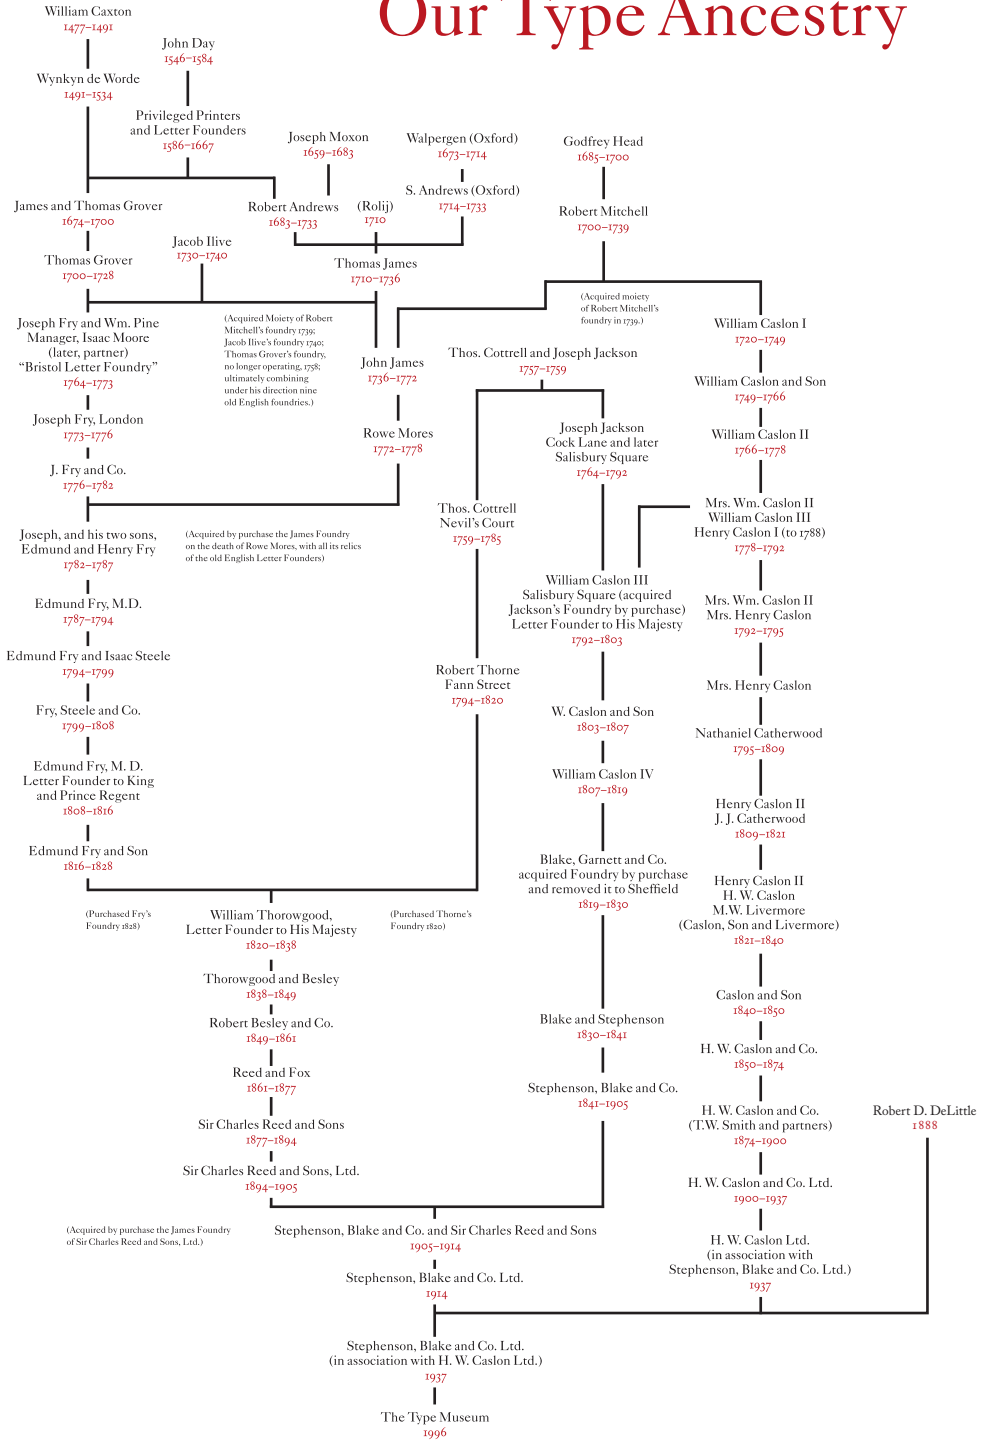 Our Type Ancestry
William Caxton
1477–1491
John Day
1546–1584
Wynkyn de Worde
1491–1534
Privileged Printers
and Letter Founders
1586–1667
Joseph Moxon
1659–1683
Walpergen (Oxford)
1673–1714
Godfrey Head
1685–1700
S. Andrews (Oxford)
1714–1733
James and Thomas Grover
1674–1700
Robert Andrews
1683–1733
(Rolij)
1710
Robert Mitchell
1700–1739
Jacob Ilive
1730–1740
Thomas Grover
1700–1728
Thomas James
1710–1736
(Acquired moiety
of Robert Mitchell's
foundry in 1739.)
Joseph Fry and Wm. Pine
Manager, Isaac Moore
(later, partner)
“Bristol Letter Foundry”
1764–1773
(Acquired Moiety of Robert
Mitchell's foundry 1739;
Jacob Ilive's foundry 1740;
Thomas Grover's foundry,
no longer operating, 1758;
ultimately combining
under his direction nine
old English foundries.)
William Caslon I
1720–1749
John James
1736–1772
Thos. Cottrell and Joseph Jackson
1757–1759
William Caslon and Son
1749–1766
Joseph Fry, London
1773–1776
Rowe Mores
1772–1778
Joseph Jackson
Cock Lane and later
Salisbury Square
1764–1792
William Caslon II
1766–1778
J. Fry and Co.
1776–1782
Thos. Cottrell
Nevil's Court
1759–1785
Mrs. Wm. Caslon II
William Caslon III
Henry Caslon I (to 1788)
1778–1792
Joseph, and his two sons,
Edmund and Henry Fry
1782–1787
(Acquired by purchase the James Foundry
on the death of Rowe Mores, with all its relics
of the old English Letter Founders)
William Caslon III
Salisbury Square (acquired
Jackson's Foundry by purchase)
Letter Founder to His Majesty
1792–1803
Edmund Fry, M.D.
1787–1794
Mrs. Wm. Caslon II
Mrs. Henry Caslon
1792–1795
Edmund Fry and Isaac Steele
1794–1799
Robert Thorne
Fann Street
1794–1820
Mrs. Henry Caslon
Fry, Steele and Co.
1799–1808
W. Caslon and Son
1803–1807
Nathaniel Catherwood
1795–1809
Edmund Fry, M. D.
Letter Founder to King
and Prince Regent
1808–1816
William Caslon IV
1807–1819
Henry Caslon II
J. J. Catherwood
1809–1821
Edmund Fry and Son
1816–1828
Blake, Garnett and Co.
acquired Foundry by purchase
and removed it to Sheffield
1819–1830
Henry Caslon II
H. W. Caslon
M.W. Livermore
(Caslon, Son and Livermore)
1821–1840
(Purchased Fry's
Foundry 1828)
William Thorowgood,
Letter Founder to His Majesty
1820–1838
(Purchased Thorne's
Foundry 1820)
Thorowgood and Besley
1838–1849
Caslon and Son
1840–1850
Robert Besley and Co.
1849–1861
Blake and Stephenson
1830–1841
H. W. Caslon and Co.
1850–1874
Reed and Fox
1861–1877
Stephenson, Blake and Co.
1841–1905
Sir Charles Reed and Sons
1877–1894
H. W. Caslon and Co.
(T.W. Smith and partners)
1874–1900
Robert D. DeLittle
1888
Sir Charles Reed and Sons, Ltd.
1894–1905
H. W. Caslon and Co. Ltd.
1900–1937
(Acquired by purchase the James Foundry
of Sir Charles Reed and Sons, Ltd.)
Stephenson, Blake and Co. and Sir Charles Reed and Sons
1905–1914
H. W. Caslon Ltd.
(in association with
Stephenson, Blake and Co. Ltd.)
1937
Stephenson, Blake and Co. Ltd.
1914
Stephenson, Blake and Co. Ltd.
(in association with H. W. Caslon Ltd.)
1937
The Type Museum
1996